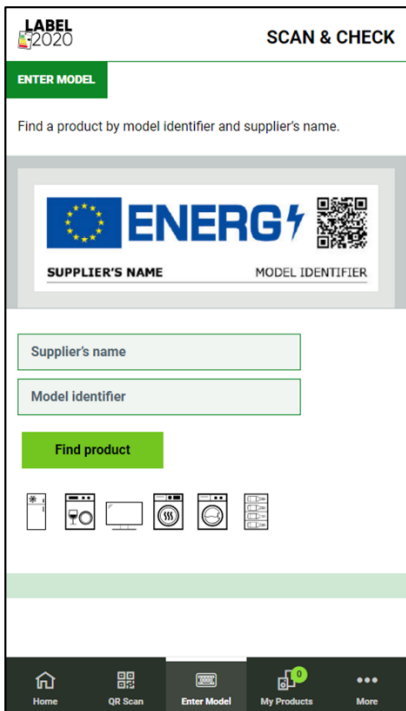 LABEL
2020
SCAN & CHECK
ENTER MODEL
Find a product by model identifier and supplier's name.
ENERG
SUPPLIER'S NAME MODEL IDENTIFIER
Supplier's name
Model identifier
Find product
0
Home QR Scan Enter Model My Products More